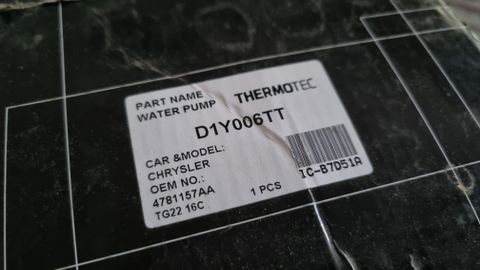 PART NAME THERMOTEC
WATER PUMP
D1Y006TT
CAR &MODEL:
CHRYSLER
OEM NO.:
4781157AA 1 PCS
TG22 16C
IC-B7D51A